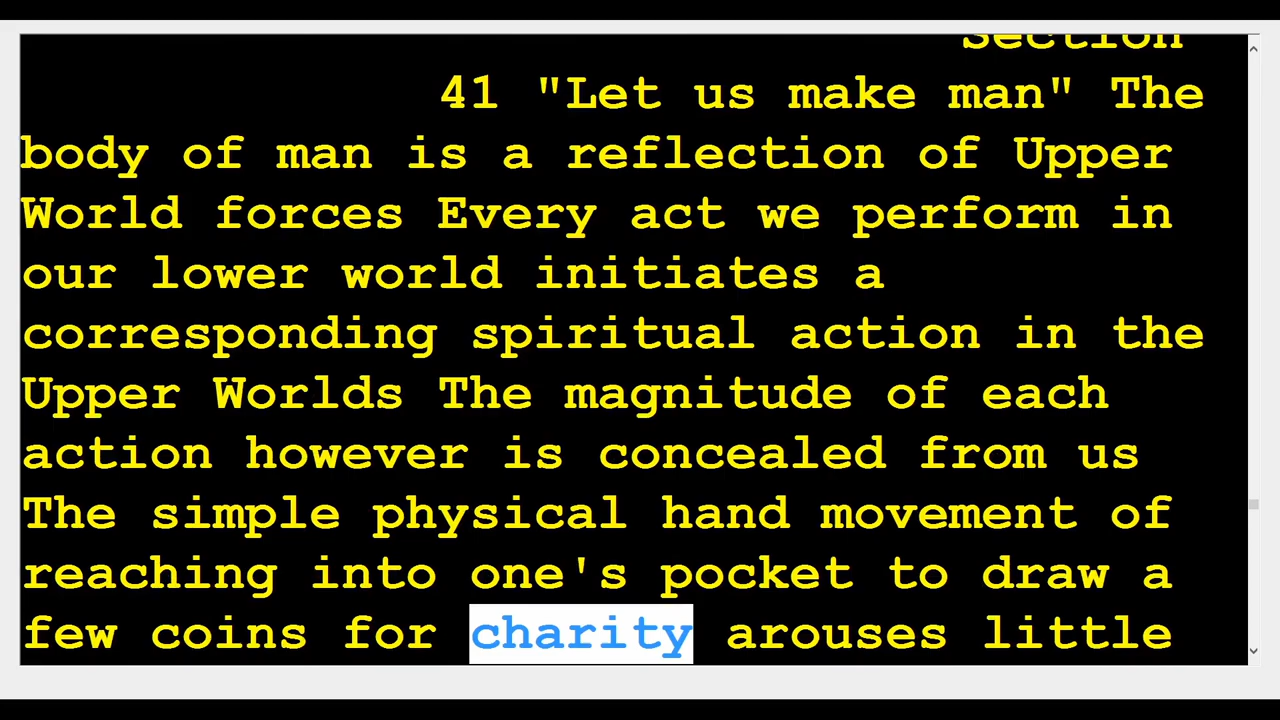 Section
41 "Let us make man" The
body of man is a reflection of Upper
World forces Every act we perform in
our lower world initiates a
corresponding spiritual action in the
Upper Worlds The magnitude of each
action however is concealed from us
The simple physical hand movement of
reaching into one's pocket to draw a
few coins for charity arouses little